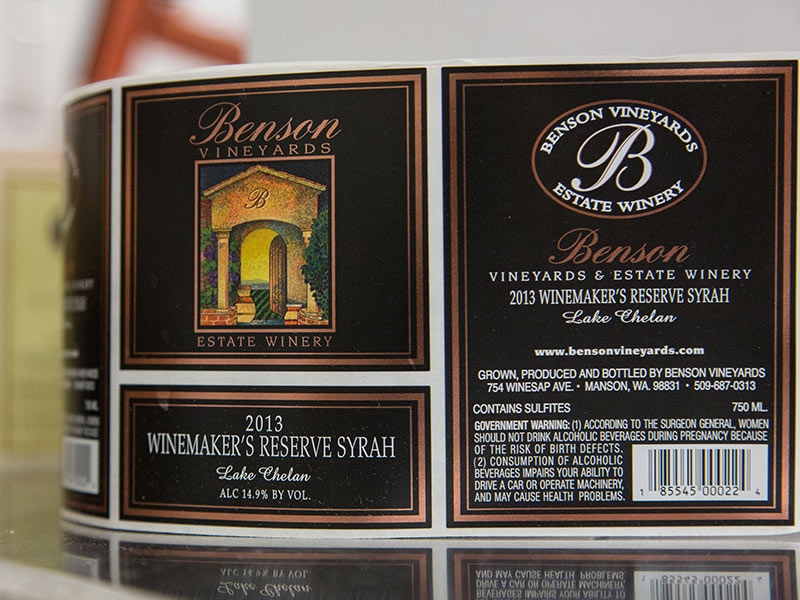 Benson
VINEYARDS
B
ESTATE WINERY
2013
WINEMAKER'S RESERVE SYRAH
Lake Chelan
ALC 14.9% BY VOL.
BENSON VINEYARDS
B
ESTATE WINERY
Benson
VINEYARDS & ESTATE WINERY
2013 WINEMAKER'S RESERVE SYRAH
Lake Chelan
www.bensonvineyards.com
GROWN, PRODUCED AND BOTTLED BY BENSON VINEYARDS
754 WINESAP AVE. • MANSON, WA. 98831 • 509-687-0313
CONTAINS SULFITES 750 ML.
GOVERNMENT WARNING: (1) ACCORDING TO THE SURGEON GENERAL, WOMEN
SHOULD NOT DRINK ALCOHOLIC BEVERAGES DURING PREGNANCY BECAUSE
OF THE RISK OF BIRTH DEFECTS.
(2) CONSUMPTION OF ALCOHOLIC
BEVERAGES IMPAIRS YOUR ABILITY TO
DRIVE A CAR OR OPERATE MACHINERY,
AND MAY CAUSE HEALTH PROBLEMS.
1 85545 00022 4